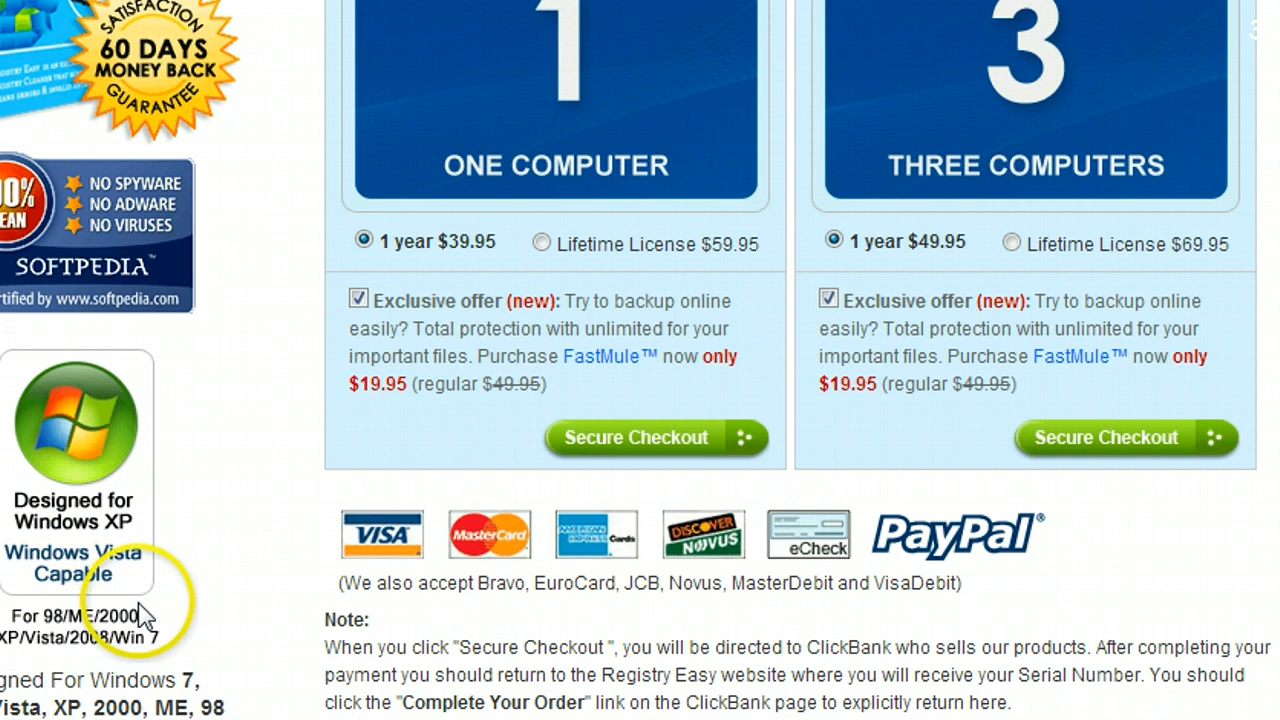 SATISFACTION
60 DAYS
MONEY BACK
GUARANTEE
NO SPYWARE
NO ADWARE
NO VIRUSES
SOFTPEDIA™
by www.softpedia.com
Designed for
Windows XP
Windows Vista
Capable
For 98/ME/2000
XP/Vista/2008/Win 7
For Windows 7,
XP, 2000, ME, 98
1
ONE COMPUTER
1 year $39.95
Lifetime License $59.95
Exclusive offer (new): Try to backup online
easily? Total protection with unlimited for your
important files. Purchase FastMule™ now only
$19.95 (regular $49.95)
Secure Checkout
3
THREE COMPUTERS
1 year $49.95
Lifetime License $69.95
Exclusive offer (new): Try to backup online
easily? Total protection with unlimited for your
important files. Purchase FastMule™ now only
$19.95 (regular $49.95)
Secure Checkout
VISA
MasterCard
AMERICAN EXPRESS Cards
DISCOVER NOVUS
eCheck
PayPal®
(We also accept Bravo, EuroCard, JCB, Novus, MasterDebit and VisaDebit)
Note:
When you click "Secure Checkout ", you will be directed to ClickBank who sells our products. After completing your
payment you should return to the Registry Easy website where you will receive your Serial Number. You should
click the "Complete Your Order" link on the ClickBank page to explicitly return here.